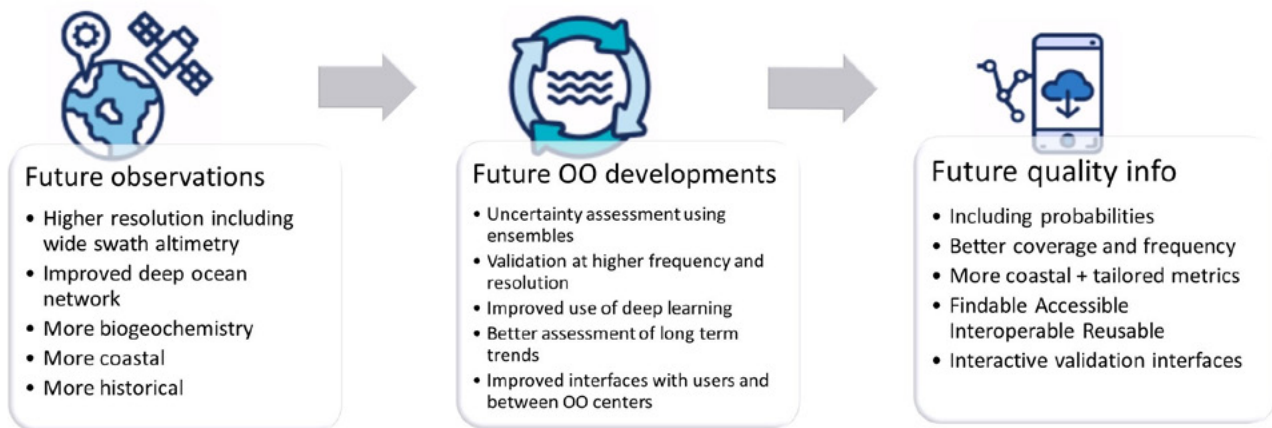 Future observations
• Higher resolution including
wide swath altimetry
• Improved deep ocean
network
• More biogeochemistry
• More coastal
• More historical
Future OO developments
• Uncertainty assessment using
ensembles
• Validation at higher frequency and
resolution
• Improved use of deep learning
• Better assessment of long term
trends
• Improved interfaces with users and
between OO centers
Future quality info
• Including probabilities
• Better coverage and frequency
• More coastal + tailored metrics
• Findable Accessible
Interoperable Reusable
• Interactive validation interfaces